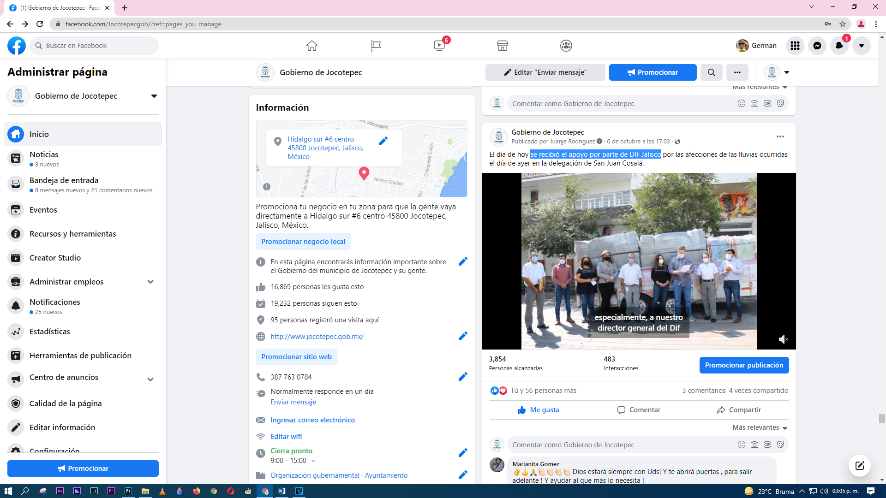 (1) Gobierno de Jocotepec | Face
facebook.com/Jocotepecgob/?ref=pages_you_manage
Buscar en Facebook
6
German
1
Administrar página
Gobierno de Jocotepec
Inicio
Noticias
8 nuevos
Bandeja de entrada
8 mensajes nuevos y 21 comentarios nuevos
Eventos
Recursos y herramientas
Creator Studio
Administrar empleos
Notificaciones
25 nuevos
Estadísticas
Herramientas de publicación
Centro de anuncios
Calidad de la página
Editar información
Configuración
Promocionar
Gobierno de Jocotepec
Editar "Enviar mensaje"
Promocionar
Información
Hidalgo sur #6 centro
45800 Jocotepec, Jalisco,
México
Promociona tu negocio en tu zona para que la gente vaya
directamente a Hidalgo sur #6 centro 45800 Jocotepec,
Jalisco, México.
Promocionar negocio local
En esta página encontrarás información importante sobre
el Gobierno del municipio de Jocotepec y su gente.
16,869 personas les gusta esto
19,232 personas siguen esto
95 personas registró una visita aquí
http://www.jocotepec.gob.mx/
Promocionar sitio web
387 763 0784
Normalmente responde en un día
Enviar mensaje
Ingresar correo electrónico
Editar wifi
Cierra pronto
9:00 - 15:00
Organización gubernamental · Ayuntamiento
Más relevantes
Comentar como Gobierno de Jocotepec
Gobierno de Jocotepec
Publicado por Juanjo Rodriguez · 6 de octubre a las 17:03 ·
El día de hoy se recibió el apoyo por parte de DIF Jalisco por las afecciones de las lluvias ocurridas
el día de ayer en la delegación de San Juan Cosalá.
especialmente, a nuestro
director general del Dif
3,854
Personas alcanzadas
483
Interacciones
Promocionar publicación
Tú y 56 personas más
3 comentarios 4 veces compartido
Me gusta
Comentar
Compartir
Más relevantes
Comentar como Gobierno de Jocotepec
Marianita Gomez
Dios estará siempre con Uds! Y te abrirá puertas , para salir
adelante ! Y ayudar al que más lo necesita !
23°C Bruma
03:05 p. m.